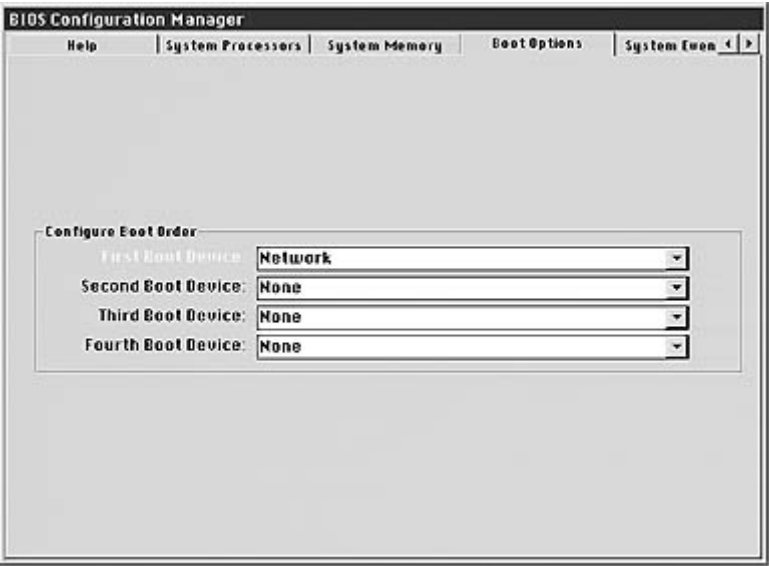 BIOS Configuration Manager
Help System Processors System Memory Boot Options System Even
Configure Boot Order
First Boot Device: Network
Second Boot Device: None
Third Boot Device: None
Fourth Boot Device: None